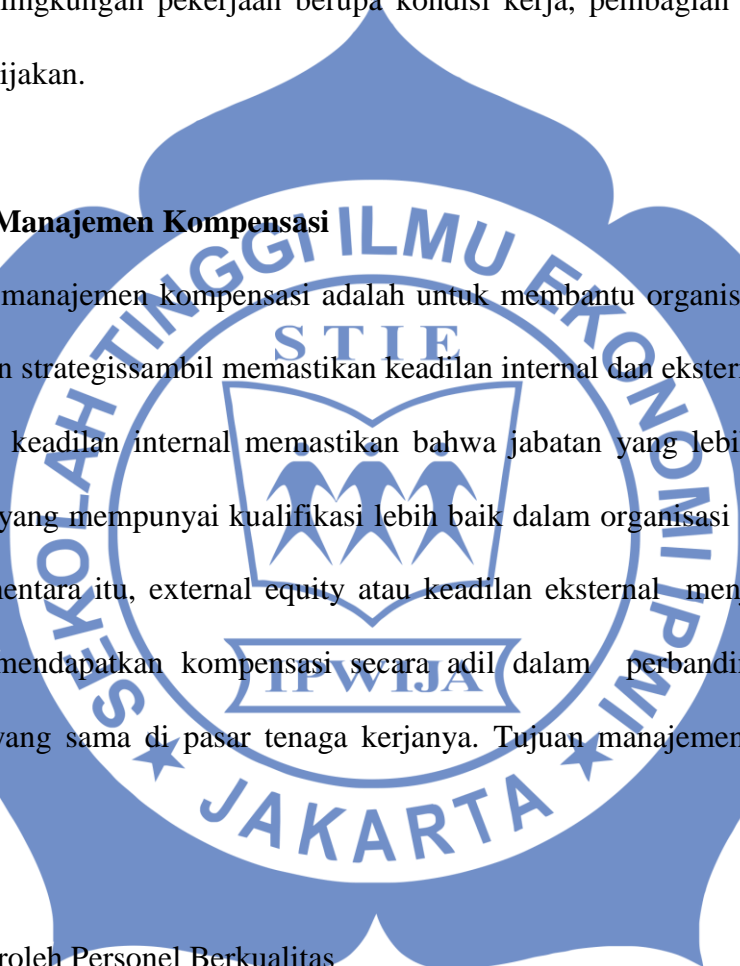 lingkungan pekerjaan berupa kondisi kerja, pembagian
ijakan.
Manajemen Kompensasi
manajemen kompensasi adalah untuk membantu organis
n strategissambil memastikan keadilan internal dan ekster
keadilan internal memastikan bahwa jabatan yang lebi
yang mempunyai kualifikasi lebih baik dalam organisasi
nentara itu, external equity atau keadilan eksternal men
mendapatkan kompensasi secara adil dalam perbandi
yang sama di pasar tenaga kerjanya. Tujuan manajemen
roleh Personel Berkualitas
SEKOLAH TINGGI ILMU EKONOMI IPWI
STIE
IPWIJA
★ JAKARTA ★